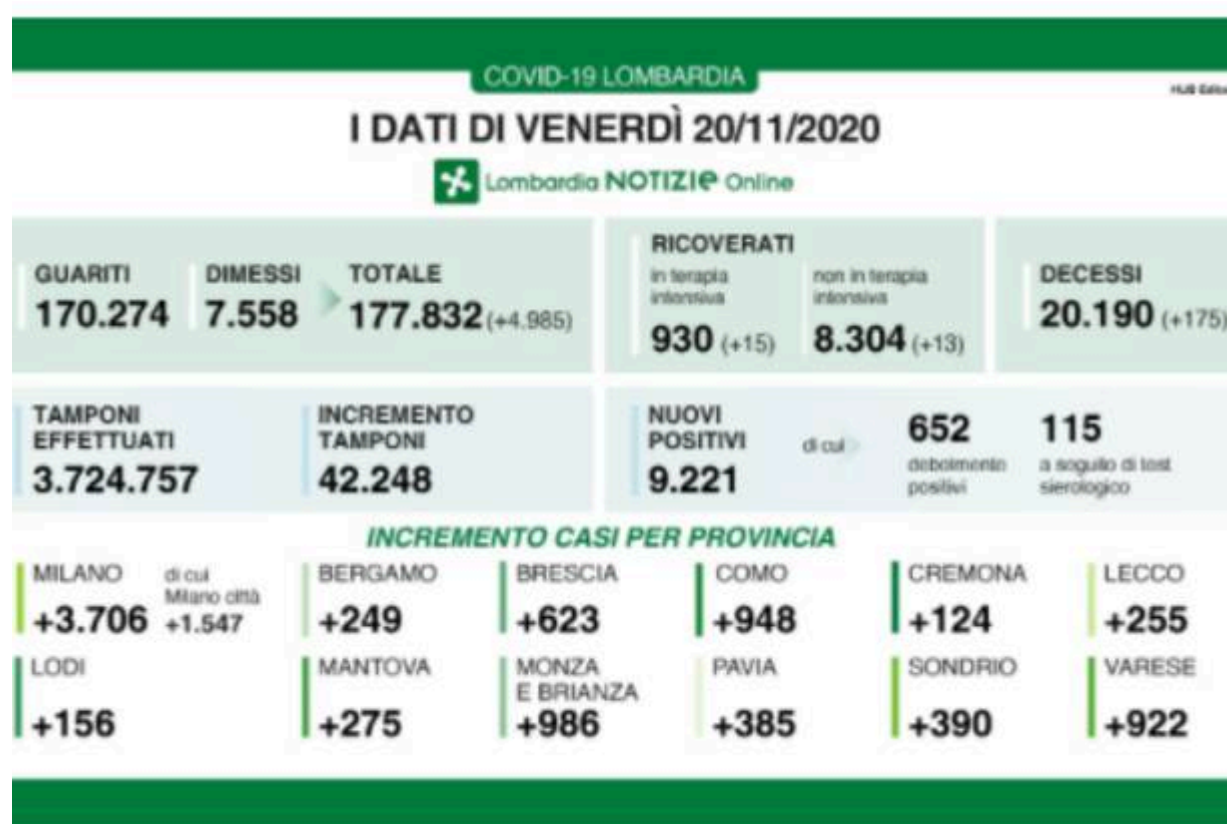 COVID-19 LOMBARDIA
I DATI DI VENERDÌ 20/11/2020
Lombardia NOTIZIE Online
GUARITI
170.274
DIMESSI
7.558
TOTALE
177.832 (+4.985)
RICOVERATI
in terapia
intensiva
930 (+15)
non in terapia
intensiva
8.304 (+13)
DECESSI
20.190 (+175)
TAMPONI
EFFETTUATI
3.724.757
INCREMENTO
TAMPONI
42.248
NUOVI
POSITIVI
9.221
di cui
652
debolmente
positivi
115
a seguito di test
sierologico
INCREMENTO CASI PER PROVINCIA
MILANO
+3.706
di cui
Milano città
+1.547
BERGAMO
+249
BRESCIA
+623
COMO
+948
CREMONA
+124
LECCO
+255
LODI
+156
MANTOVA
+275
MONZA
E BRIANZA
+986
PAVIA
+385
SONDRIO
+390
VARESE
+922